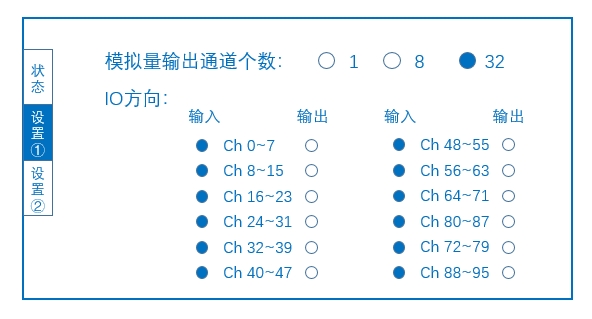 模拟量输出通道个数： 1 8 32
IO方向：
状态
设置①
设置②
输入 输出 输入 输出
Ch 0~7 Ch 48~55
Ch 8~15 Ch 56~63
Ch 16~23 Ch 64~71
Ch 24~31 Ch 80~87
Ch 32~39 Ch 72~79
Ch 40~47 Ch 88~95